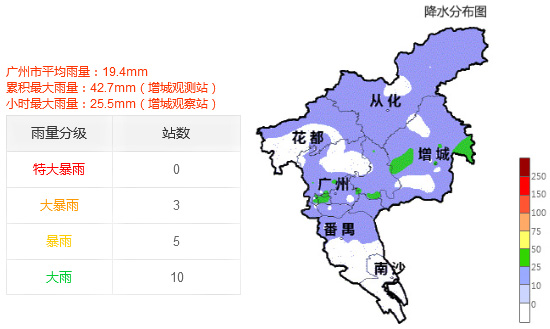 降水分布图
广州市平均雨量：19.4mm
累积最大雨量：42.7mm（增城观测站）
小时最大雨量：25.5mm（增城观察站）
雨量分级 站数
特大暴雨 0
大暴雨 3
暴雨 5
大雨 10
从化
花都
增城
广州
番禺
南沙
250
150
100
75
50
25
10
0